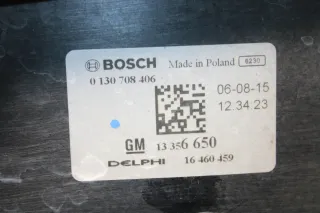 BOSCH Made in Poland 6230
0 130 708 406
06-08-15
12:34:23
GM 13 356 650
DELPHI 16 460 459